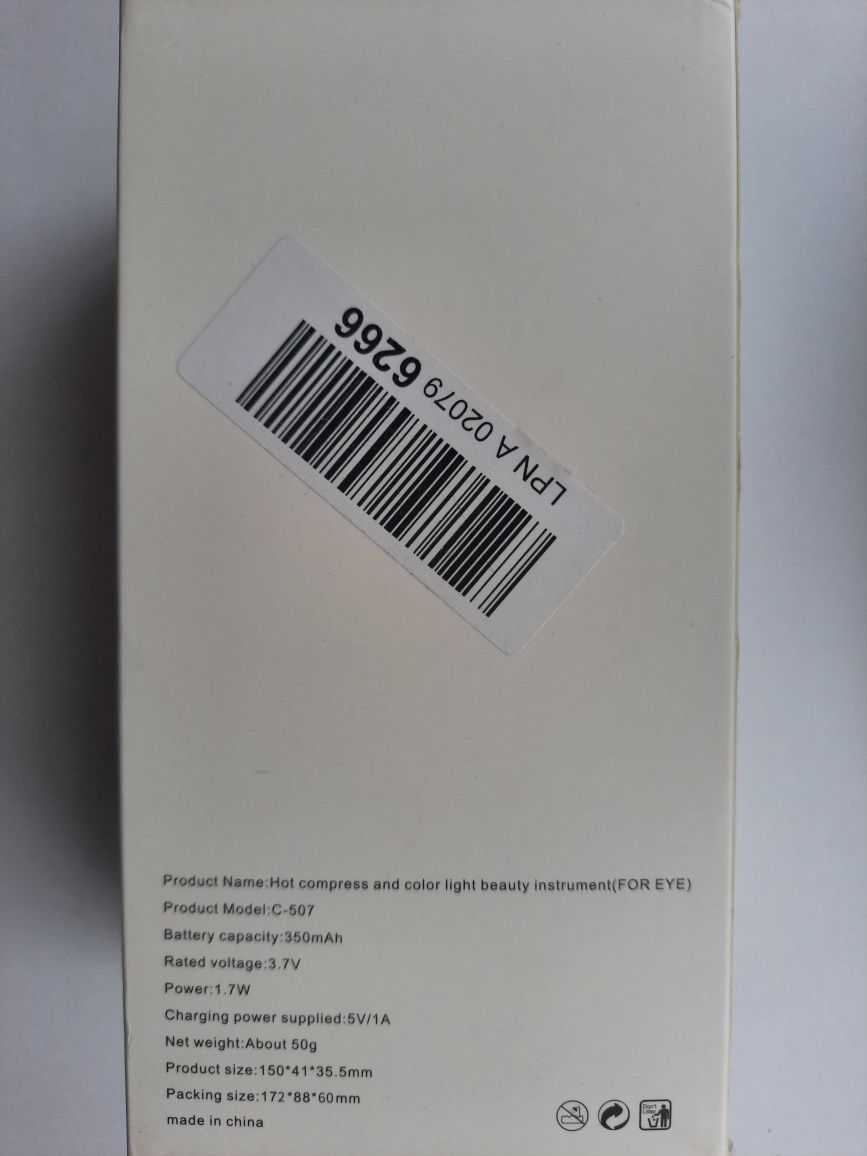 LPN A 02079 6266
Product Name:Hot compress and color light beauty instrument(FOR EYE)
Product Model:C-507
Battery capacity:350mAh
Rated voltage:3.7V
Power:1.7W
Charging power supplied:5V/1A
Net weight:About 50g
Product size:150*41*35.5mm
Packing size:172*88*60mm
made in china
Don't
Litter